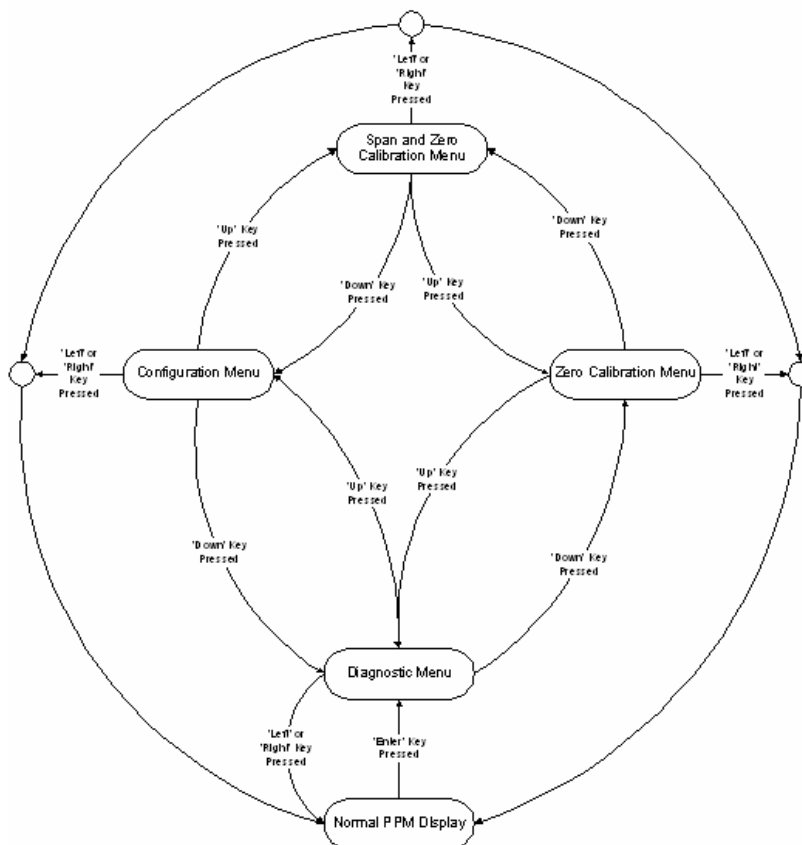 'Left' or
'Right'
Key
Pressed
Span and Zero
Calibration Menu
'Up' Key
Pressed
'Down' Key
Pressed
'Down' Key
Pressed
'Up' Key
Pressed
'Left' or
'Right'
Key
Pressed
Configuration Menu
Zero Calibration Menu
'Left' or
'Right'
Key
Pressed
'Up' Key
Pressed
'Up' Key
Pressed
'Down' Key
Pressed
'Down' Key
Pressed
Diagnostic Menu
'Left' or
'Right' Key
Pressed
'Enter' Key
Pressed
Normal PPM Display